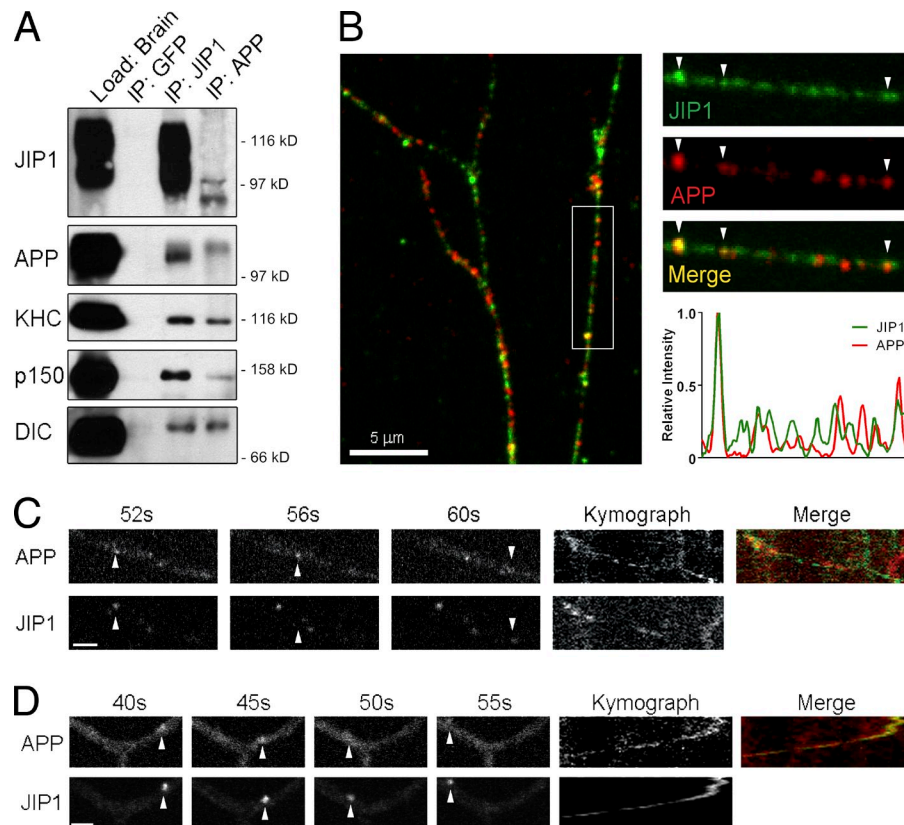 A
Load: Brain
IP: GFP
IP: JIP1
IP: APP
JIP1
- 116 kD
- 97 kD
APP
- 97 kD
KHC
- 116 kD
p150
- 158 kD
DIC
- 66 kD
B
5 µm
JIP1
APP
Merge
Relative Intensity
1.0
0.5
0
JIP1
APP
C
52s 56s 60s Kymograph Merge
APP
JIP1
D
40s 45s 50s 55s Kymograph Merge
APP
JIP1